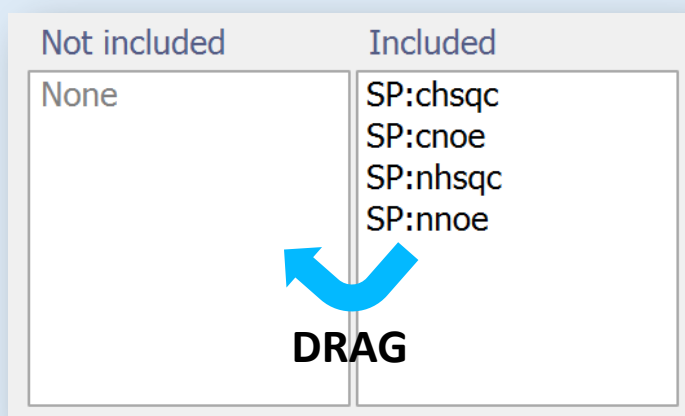 Not included
Included
None
SP:chsqc
SP:cnoe
SP:nhsqc
SP:nnoe
DRAG